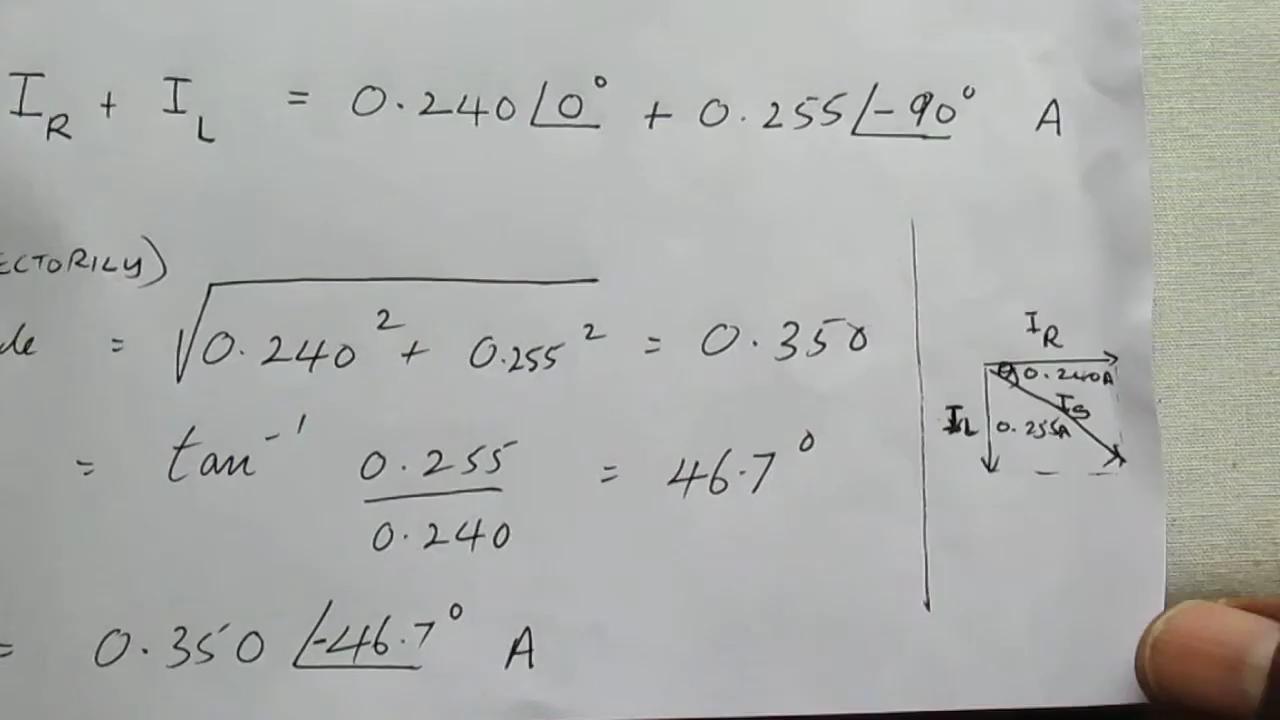 I_R + I_L = 0.240∠0° + 0.255∠-90° A
ECTORILY)
de = √(0.240² + 0.255²) = 0.350
= tan⁻¹ 0.255 / 0.240 = 46.7°
= 0.350 ∠-46.7° A
I_R
θ 0.240A
I_S
I_L 0.255A